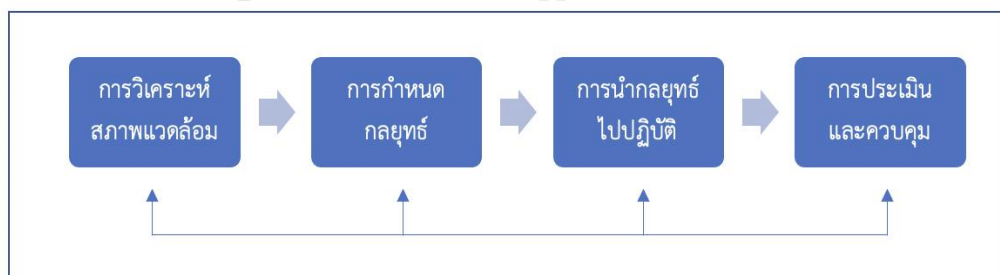 การวิเคราะห์
สภาพแวดล้อม
การกำหนด
กลยุทธ์
การนำกลยุทธ์
ไปปฏิบัติ
การประเมิน
และควบคุม